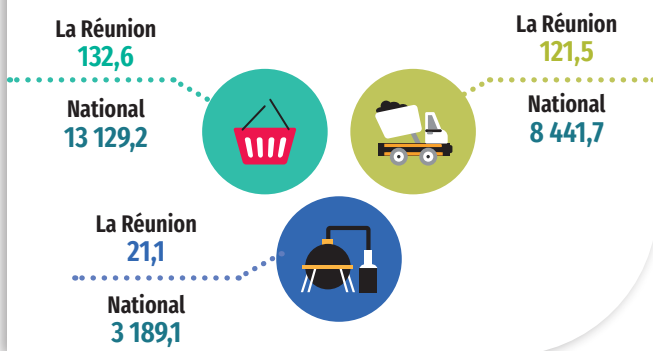 La Réunion
132,6
National
13 129,2
La Réunion
121,5
National
8 441,7
La Réunion
21,1
National
3 189,1